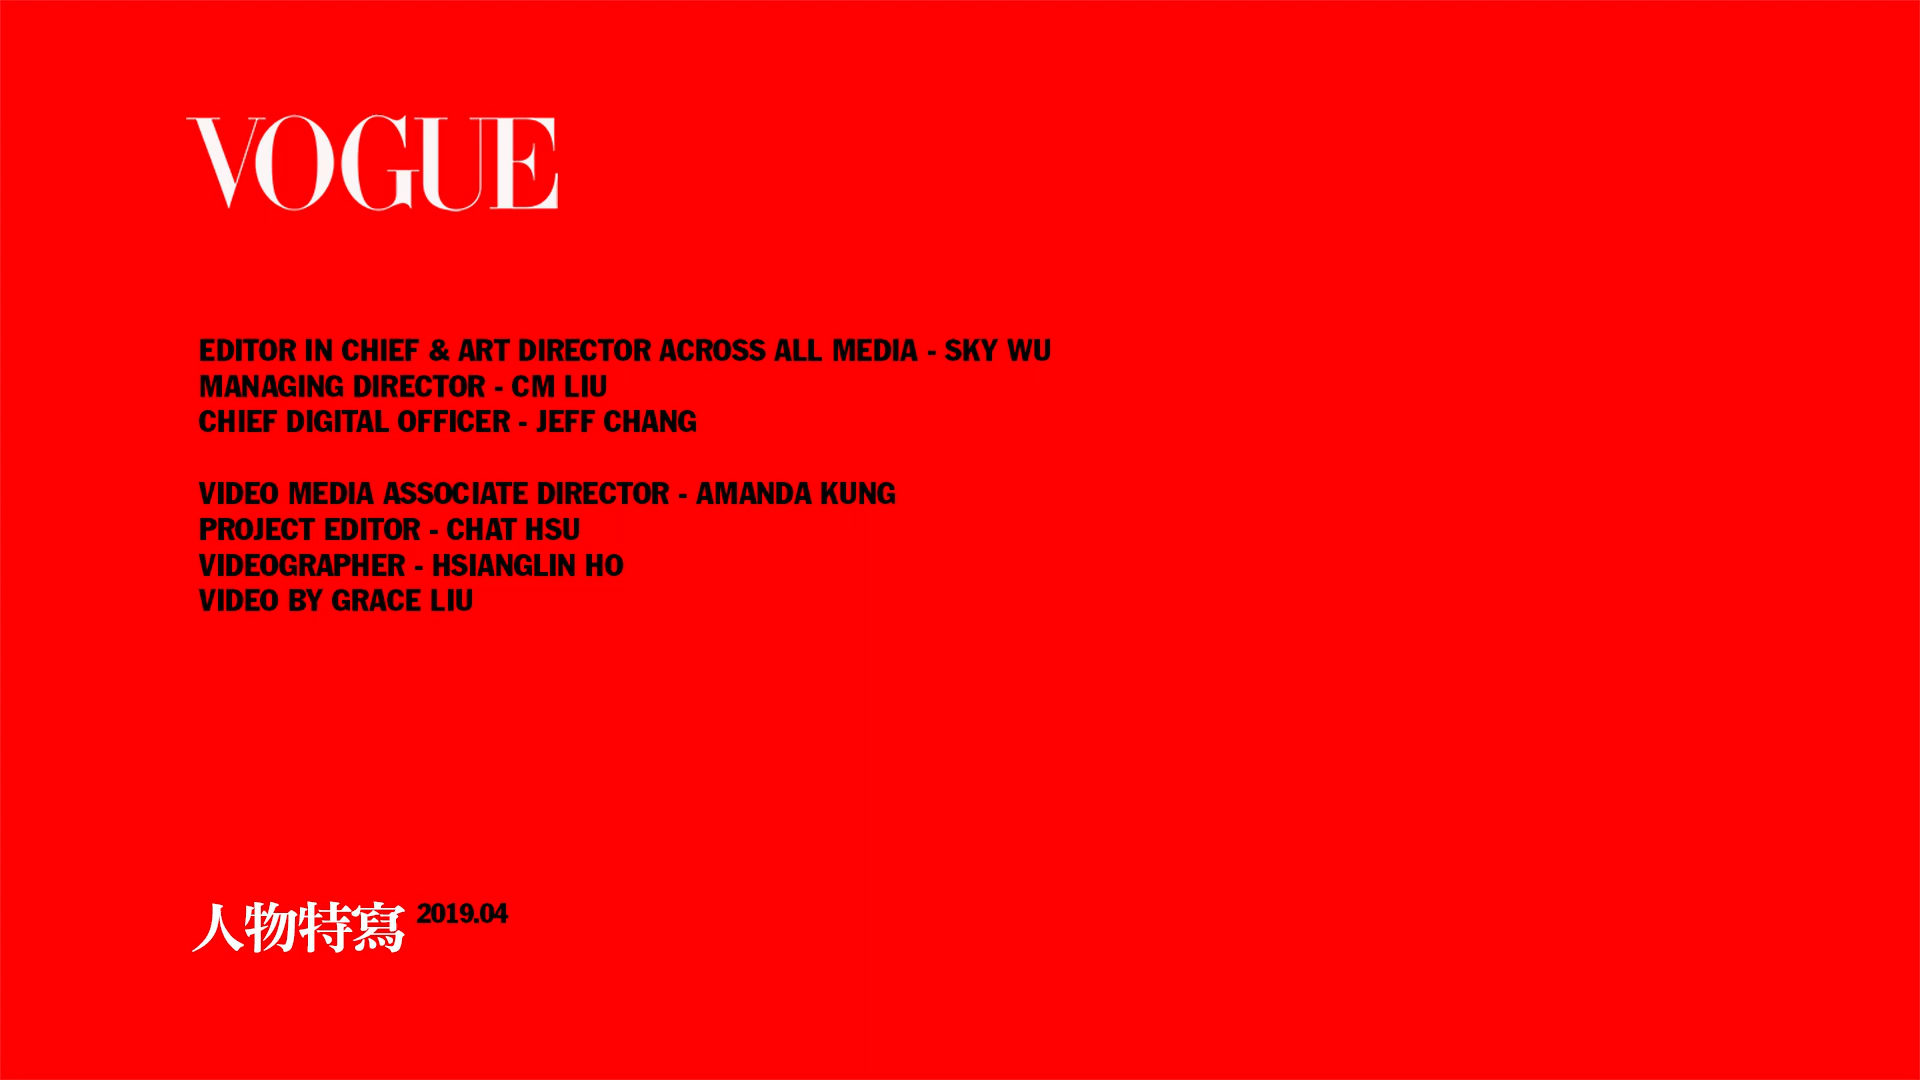 VOGUE
EDITOR IN CHIEF & ART DIRECTOR ACROSS ALL MEDIA - SKY WU
MANAGING DIRECTOR - CM LIU
CHIEF DIGITAL OFFICER - JEFF CHANG
VIDEO MEDIA ASSOCIATE DIRECTOR - AMANDA KUNG
PROJECT EDITOR - CHAT HSU
VIDEOGRAPHER - HSIANGLIN HO
VIDEO BY GRACE LIU
人物特寫 2019.04